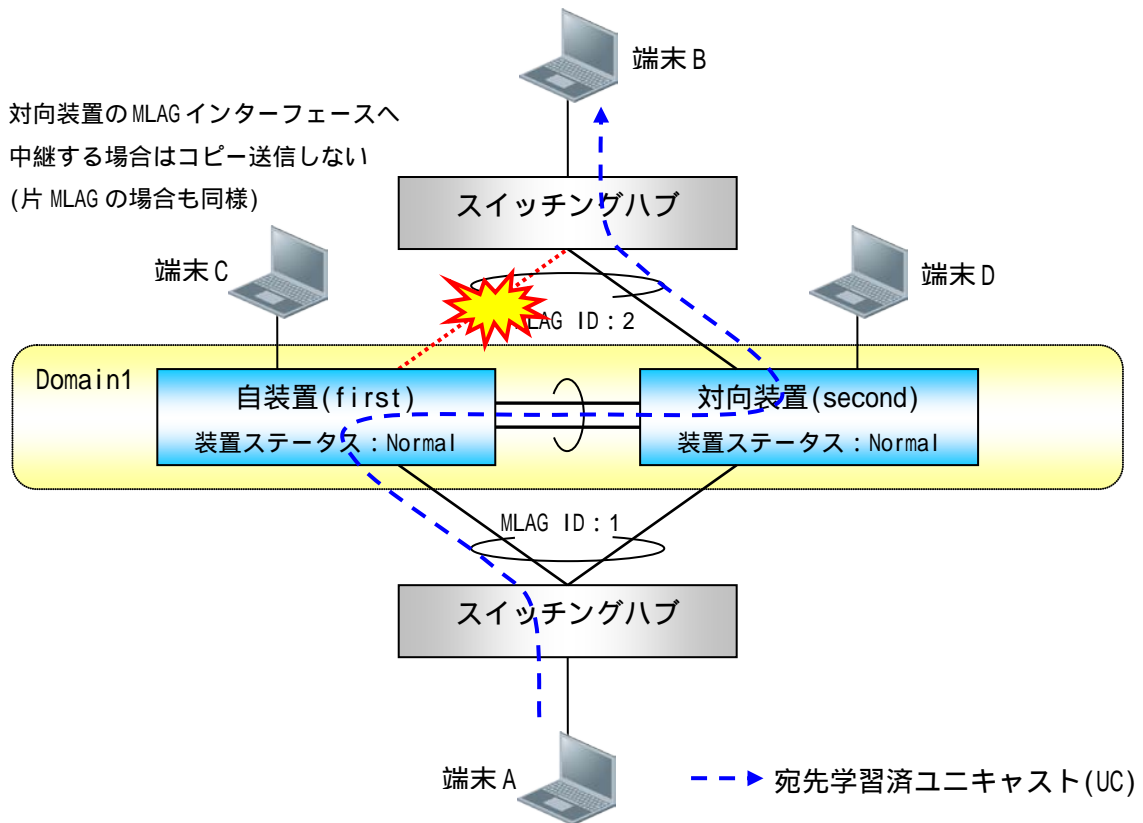 端末B
対向装置のMLAGインターフェースへ
中継する場合はコピー送信しない
(片MLAGの場合も同様)
スイッチングハブ
端末C
端末D
LAG ID：2
Domain1
自装置(first)
装置ステータス：Normal
対向装置(second)
装置ステータス：Normal
MLAG ID：1
スイッチングハブ
端末A
宛先学習済ユニキャスト(UC)